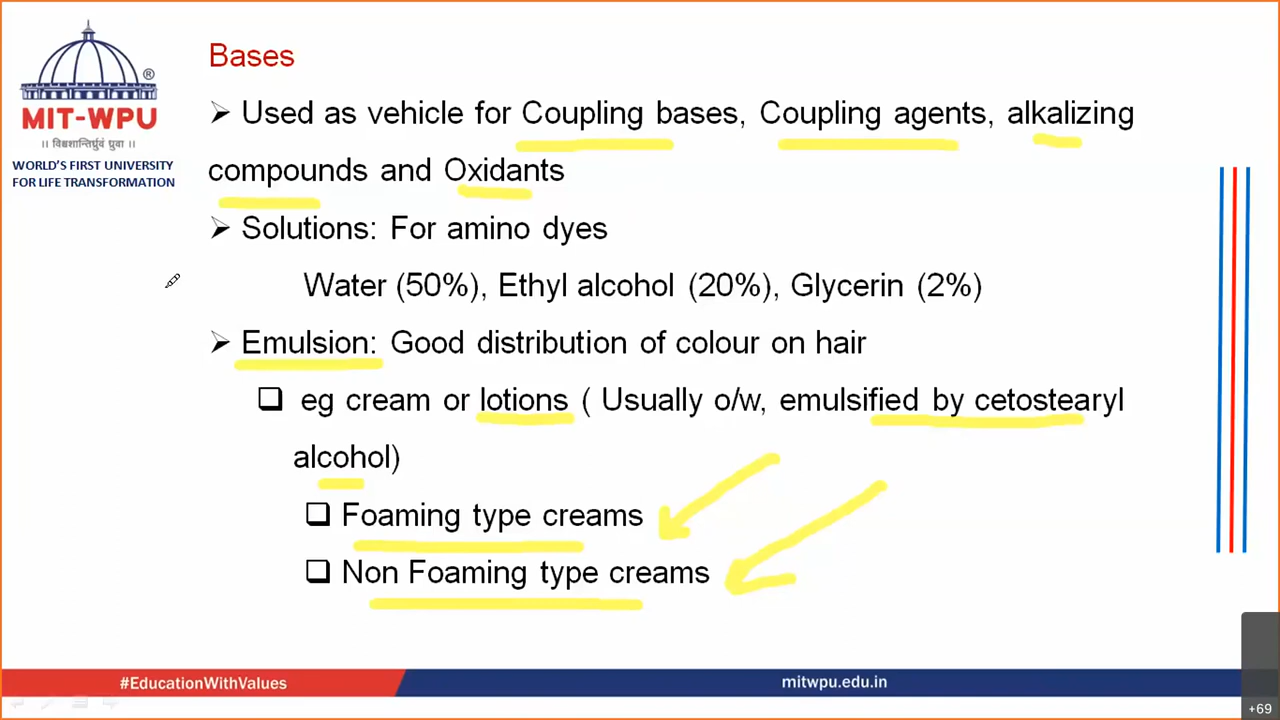 ®
MIT-WPU
|| विश्वशान्तिर्ध्रुवं ध्रुवा ||
WORLD'S FIRST UNIVERSITY
FOR LIFE TRANSFORMATION
Bases
➢ Used as vehicle for Coupling bases, Coupling agents, alkalizing
compounds and Oxidants
➢ Solutions: For amino dyes
Water (50%), Ethyl alcohol (20%), Glycerin (2%)
➢ Emulsion: Good distribution of colour on hair
❑ eg cream or lotions ( Usually o/w, emulsified by cetostearyl
alcohol)
❑ Foaming type creams
❑ Non Foaming type creams
#EducationWithValues
mitwpu.edu.in
+69